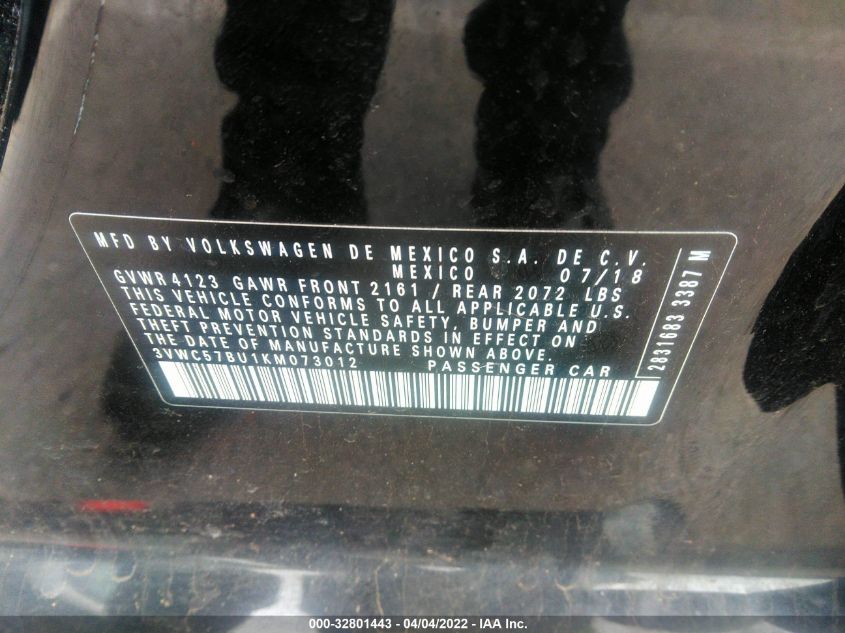 MFD BY VOLKSWAGEN DE MEXICO S.A. DE C.V.
MEXICO 07/18
GVWR 4123 GAWR FRONT 2161 / REAR 2072 LBS
THIS VEHICLE CONFORMS TO ALL APPLICABLE U.S.
FEDERAL MOTOR VEHICLE SAFETY, BUMPER AND
THEFT PREVENTION STANDARDS IN EFFECT ON
THE DATE OF MANUFACTURE SHOWN ABOVE.
3VWC57BU1KM073012 PASSENGER CAR
2831683 3387 M
000-32801443 - 04/04/2022 - IAA Inc.